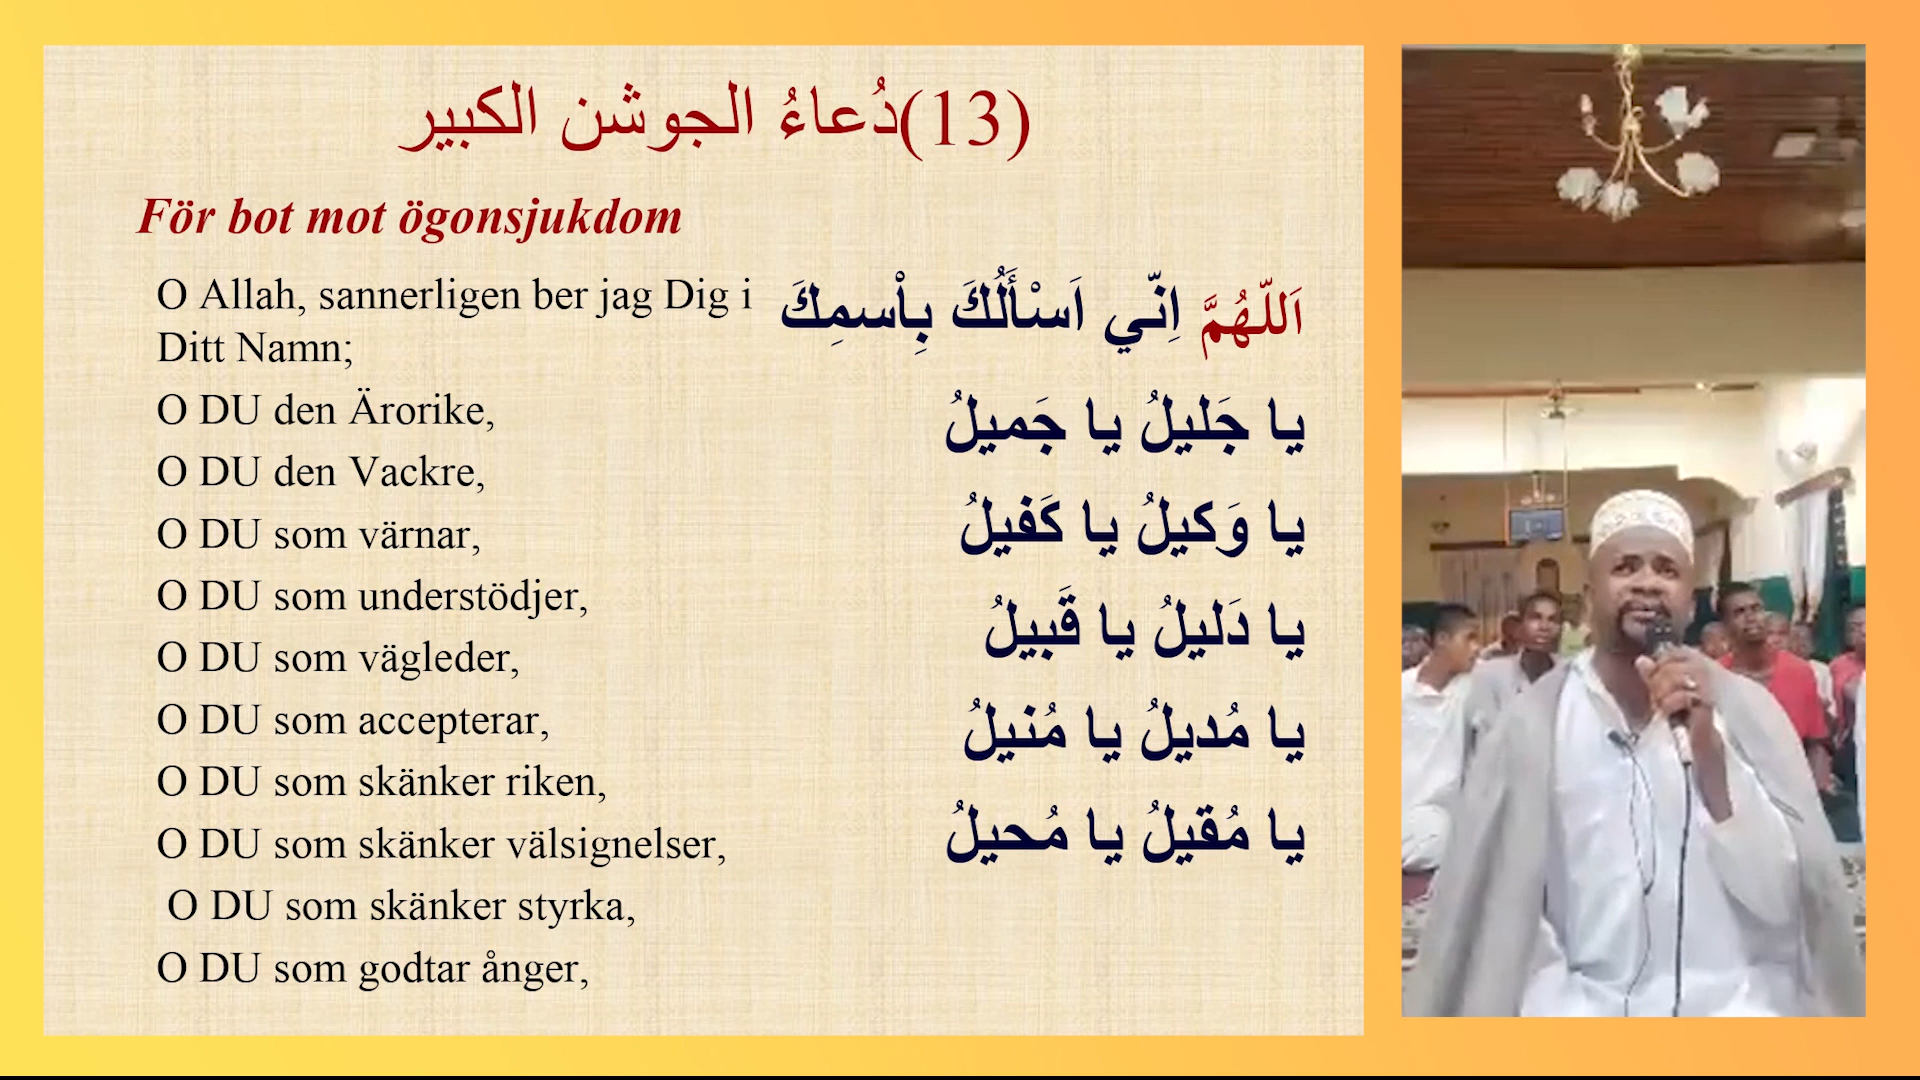 (13)دُعاءُ الجوشن الكبير
För bot mot ögonsjukdom
O Allah, sannerligen ber jag Dig i
Ditt Namn;
O DU den Ärorike,
O DU den Vackre,
O DU som värnar,
O DU som understödjer,
O DU som vägleder,
O DU som accepterar,
O DU som skänker riken,
O DU som skänker välsignelser,
O DU som skänker styrka,
O DU som godtar ånger,
اَللّهُمَّ اِنّي اَسْأَلُكَ بِاْسمِكَ
يا جَليلُ يا جَميلُ
يا وَكيلُ يا كَفيلُ
يا دَليلُ يا قَبيلُ
يا مُديلُ يا مُنيلُ
يا مُقيلُ يا مُحيلُ